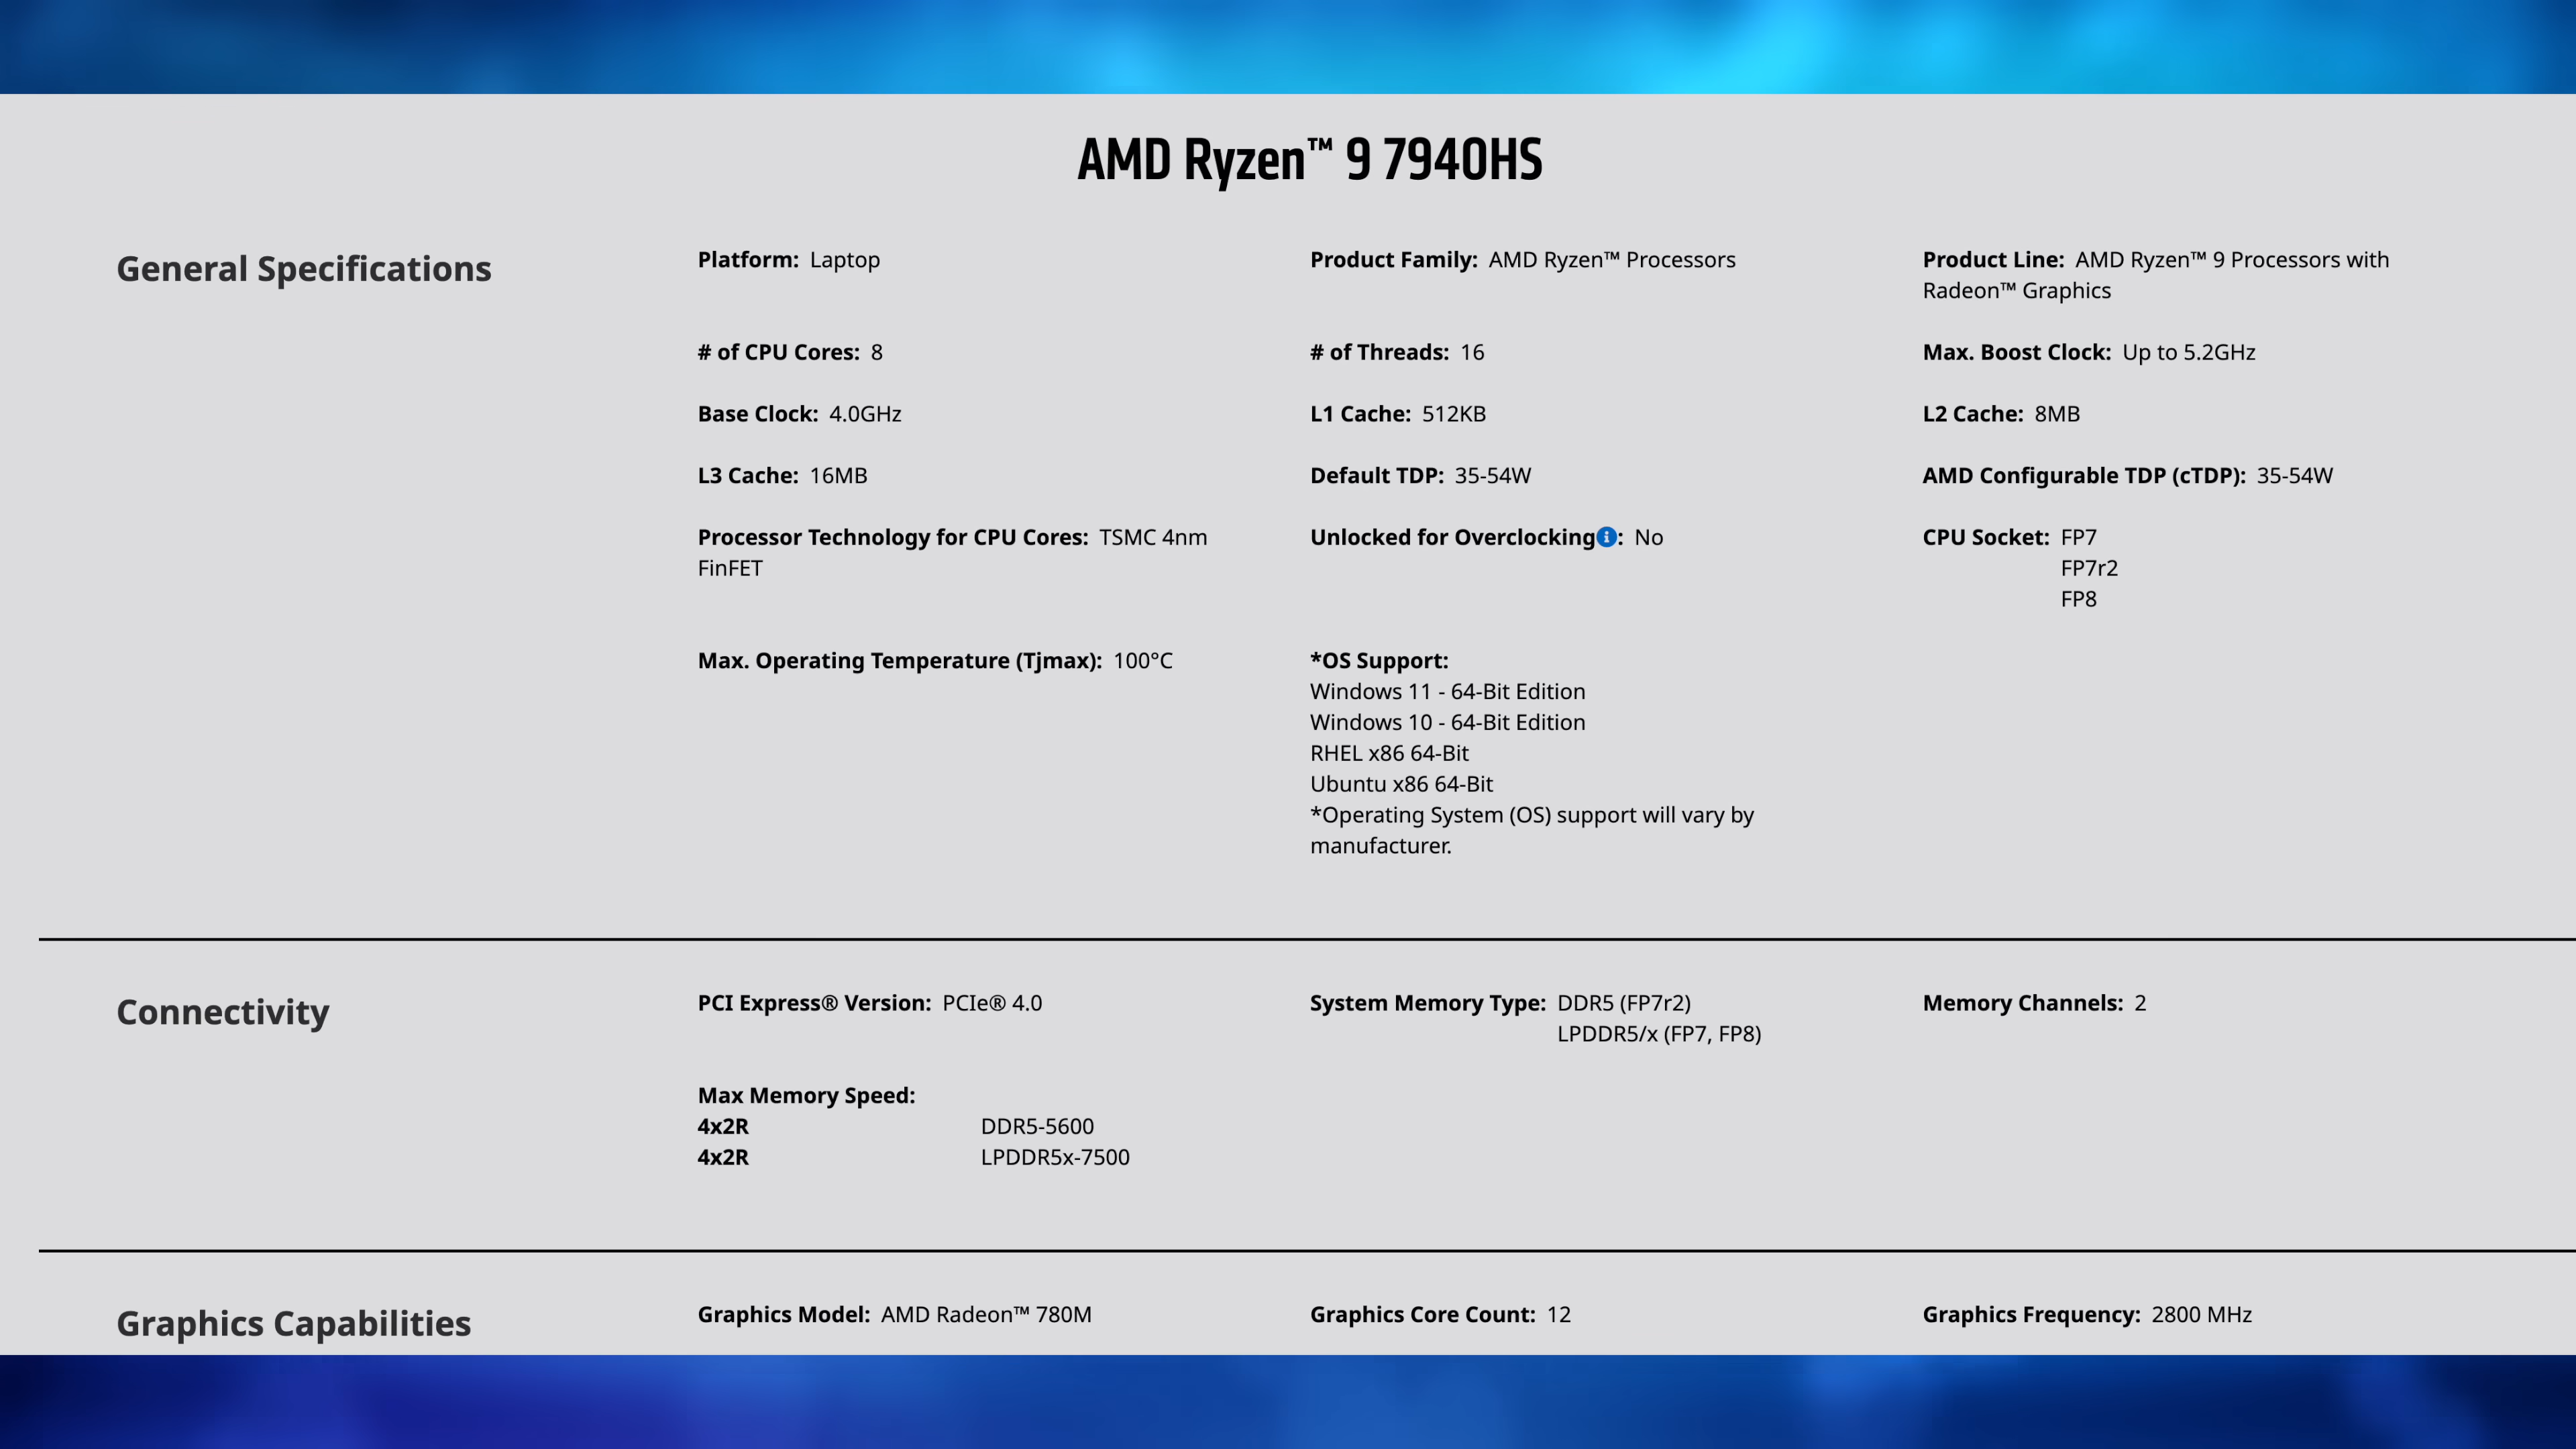 AMD Ryzen™ 9 7940HS
General Specifications
Platform: Laptop
Product Family: AMD Ryzen™ Processors
Product Line: AMD Ryzen™ 9 Processors with
Radeon™ Graphics
# of CPU Cores: 8
# of Threads: 16
Max. Boost Clock: Up to 5.2GHz
Base Clock: 4.0GHz
L1 Cache: 512KB
L2 Cache: 8MB
L3 Cache: 16MB
Default TDP: 35-54W
AMD Configurable TDP (cTDP): 35-54W
Processor Technology for CPU Cores: TSMC 4nm
FinFET
Unlocked for Overclocking: No
CPU Socket: FP7
FP7r2
FP8
Max. Operating Temperature (Tjmax): 100°C
*OS Support:
Windows 11 - 64-Bit Edition
Windows 10 - 64-Bit Edition
RHEL x86 64-Bit
Ubuntu x86 64-Bit
*Operating System (OS) support will vary by
manufacturer.
Connectivity
PCI Express® Version: PCIe® 4.0
System Memory Type: DDR5 (FP7r2)
LPDDR5/x (FP7, FP8)
Memory Channels: 2
Max Memory Speed:
4x2R DDR5-5600
4x2R LPDDR5x-7500
Graphics Capabilities
Graphics Model: AMD Radeon™ 780M
Graphics Core Count: 12
Graphics Frequency: 2800 MHz